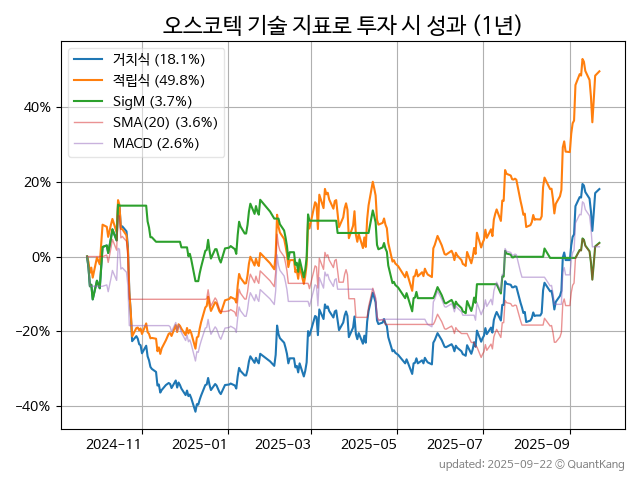 오스코텍 기술 지표로 투자 시 성과 (1년)
거치식 (18.1%)
적립식 (49.8%)
SigM (3.7%)
SMA(20) (3.6%)
MACD (2.6%)
40%
20%
0%
−20%
−40%
2024-11 2025-01 2025-03 2025-05 2025-07 2025-09
updated: 2025-09-22 © QuantKang